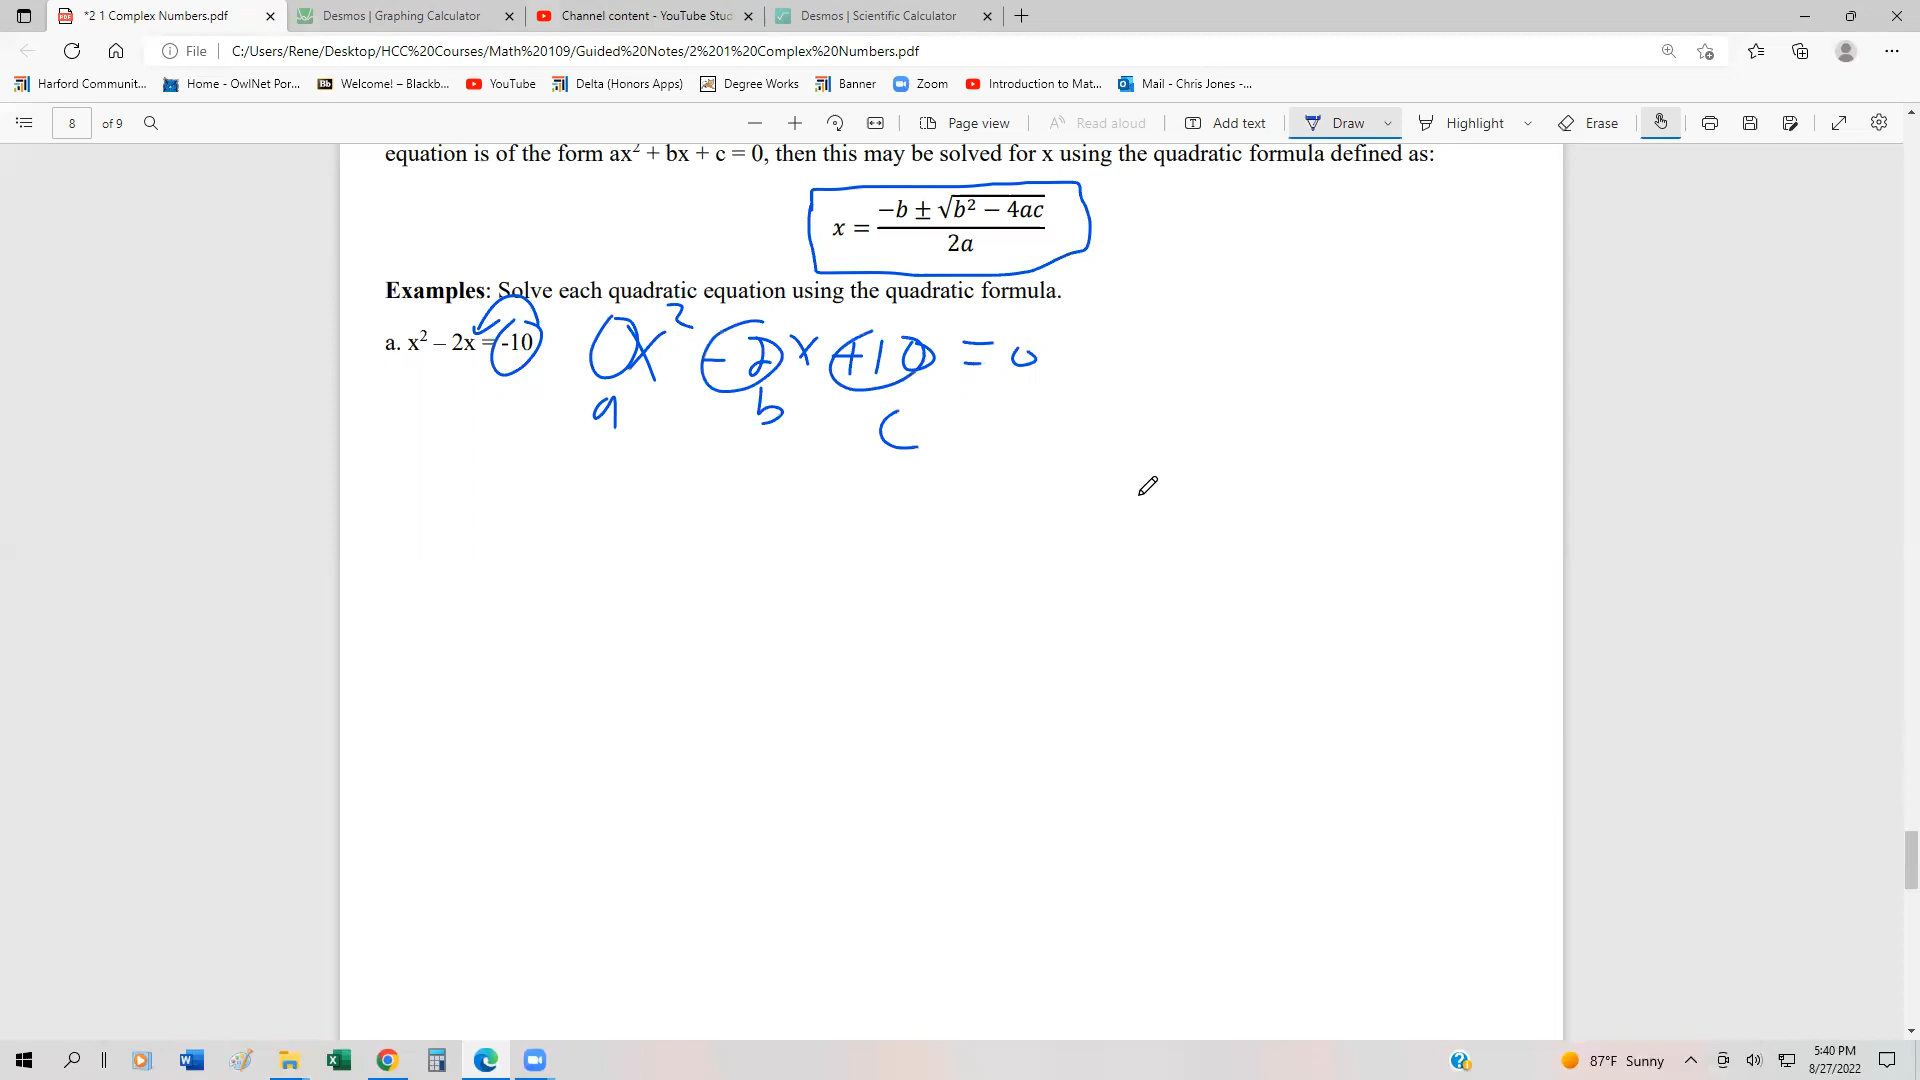 *2 1 Complex Numbers.pdf
Desmos | Graphing Calculator
Channel content - YouTube Stud
Desmos | Scientific Calculator
File
C:/Users/Rene/Desktop/HCC%20Courses/Math%20109/Guided%20Notes/2%201%20Complex%20Numbers.pdf
Harford Communit...
Home - OwlNet Por...
Bb Welcome! – Blackb...
YouTube
Delta (Honors Apps)
Degree Works
Banner
Zoom
Introduction to Mat...
Mail - Chris Jones -...
8 of 9
Page view
Read aloud
Add text
Draw
Highlight
Erase
equation is of the form ax² + bx + c = 0, then this may be solved for x using the quadratic formula defined as:
x = (−b ± √(b² − 4ac)) / 2a
Examples: Solve each quadratic equation using the quadratic formula.
a. x² – 2x = -10
x² - 2x + 10 = 0
a b c
87°F Sunny
5:40 PM
8/27/2022